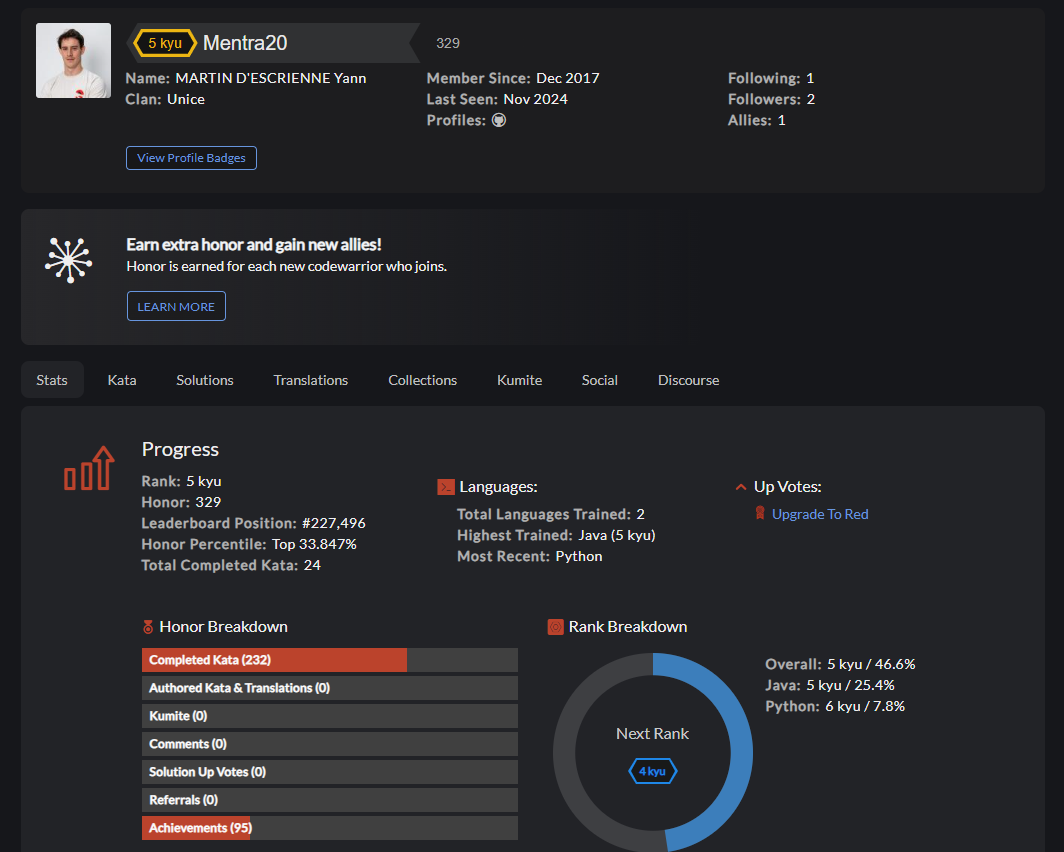 5 kyu Mentra20 329
Name: MARTIN D'ESCRIENNE Yann
Clan: Unice
Member Since: Dec 2017
Last Seen: Nov 2024
Profiles:
Following: 1
Followers: 2
Allies: 1
View Profile Badges
Earn extra honor and gain new allies!
Honor is earned for each new codewarrior who joins.
LEARN MORE
Stats Kata Solutions Translations Collections Kumite Social Discourse
Progress
Rank: 5 kyu
Honor: 329
Leaderboard Position: #227,496
Honor Percentile: Top 33.847%
Total Completed Kata: 24
Languages:
Total Languages Trained: 2
Highest Trained: Java (5 kyu)
Most Recent: Python
Up Votes:
Upgrade To Red
Honor Breakdown
Completed Kata (232)
Authored Kata & Translations (0)
Kumite (0)
Comments (0)
Solution Up Votes (0)
Referrals (0)
Achievements (95)
Rank Breakdown
Next Rank
4 kyu
Overall: 5 kyu / 46.6%
Java: 5 kyu / 25.4%
Python: 6 kyu / 7.8%